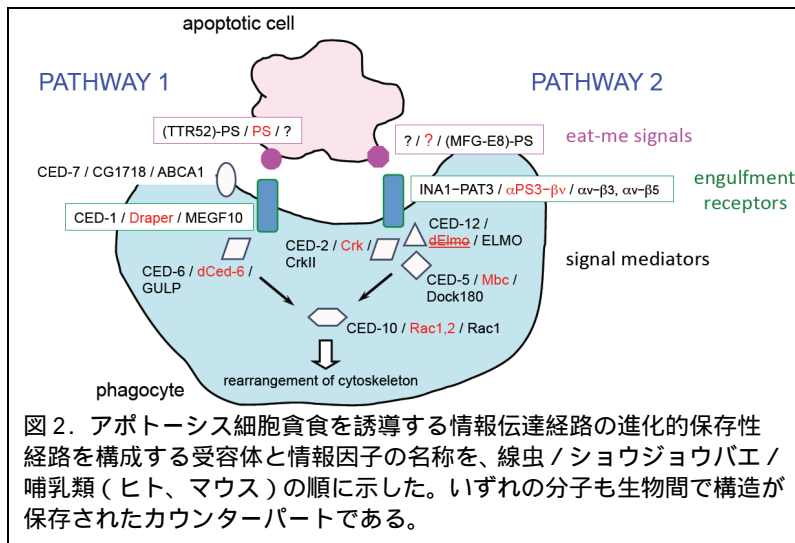 apoptotic cell
PATHWAY 1
PATHWAY 2
(TTR52)-PS / PS / ?
? / ? / (MFG-E8)-PS
eat-me signals
CED-7 / CG1718 / ABCA1
INA1−PAT3 / αPS3−βν / αv−β3, αv−β5
engulfment
receptors
CED-1 / Draper / MEGF10
CED-12 /
dElmo / ELMO
CED-2 / Crk /
CrkII
signal mediators
CED-6 / dCed-6 /
GULP
CED-5 / Mbc /
Dock180
CED-10 / Rac1,2 / Rac1
phagocyte
rearrangement of cytoskeleton
図 2．アポトーシス細胞貪食を誘導する情報伝達経路の進化的保存性
経路を構成する受容体と情報因子の名称を、線虫 / ショウジョウバエ /
哺乳類（ヒト、マウス）の順に示した。いずれの分子も生物間で構造が
保存されたカウンターパートである。